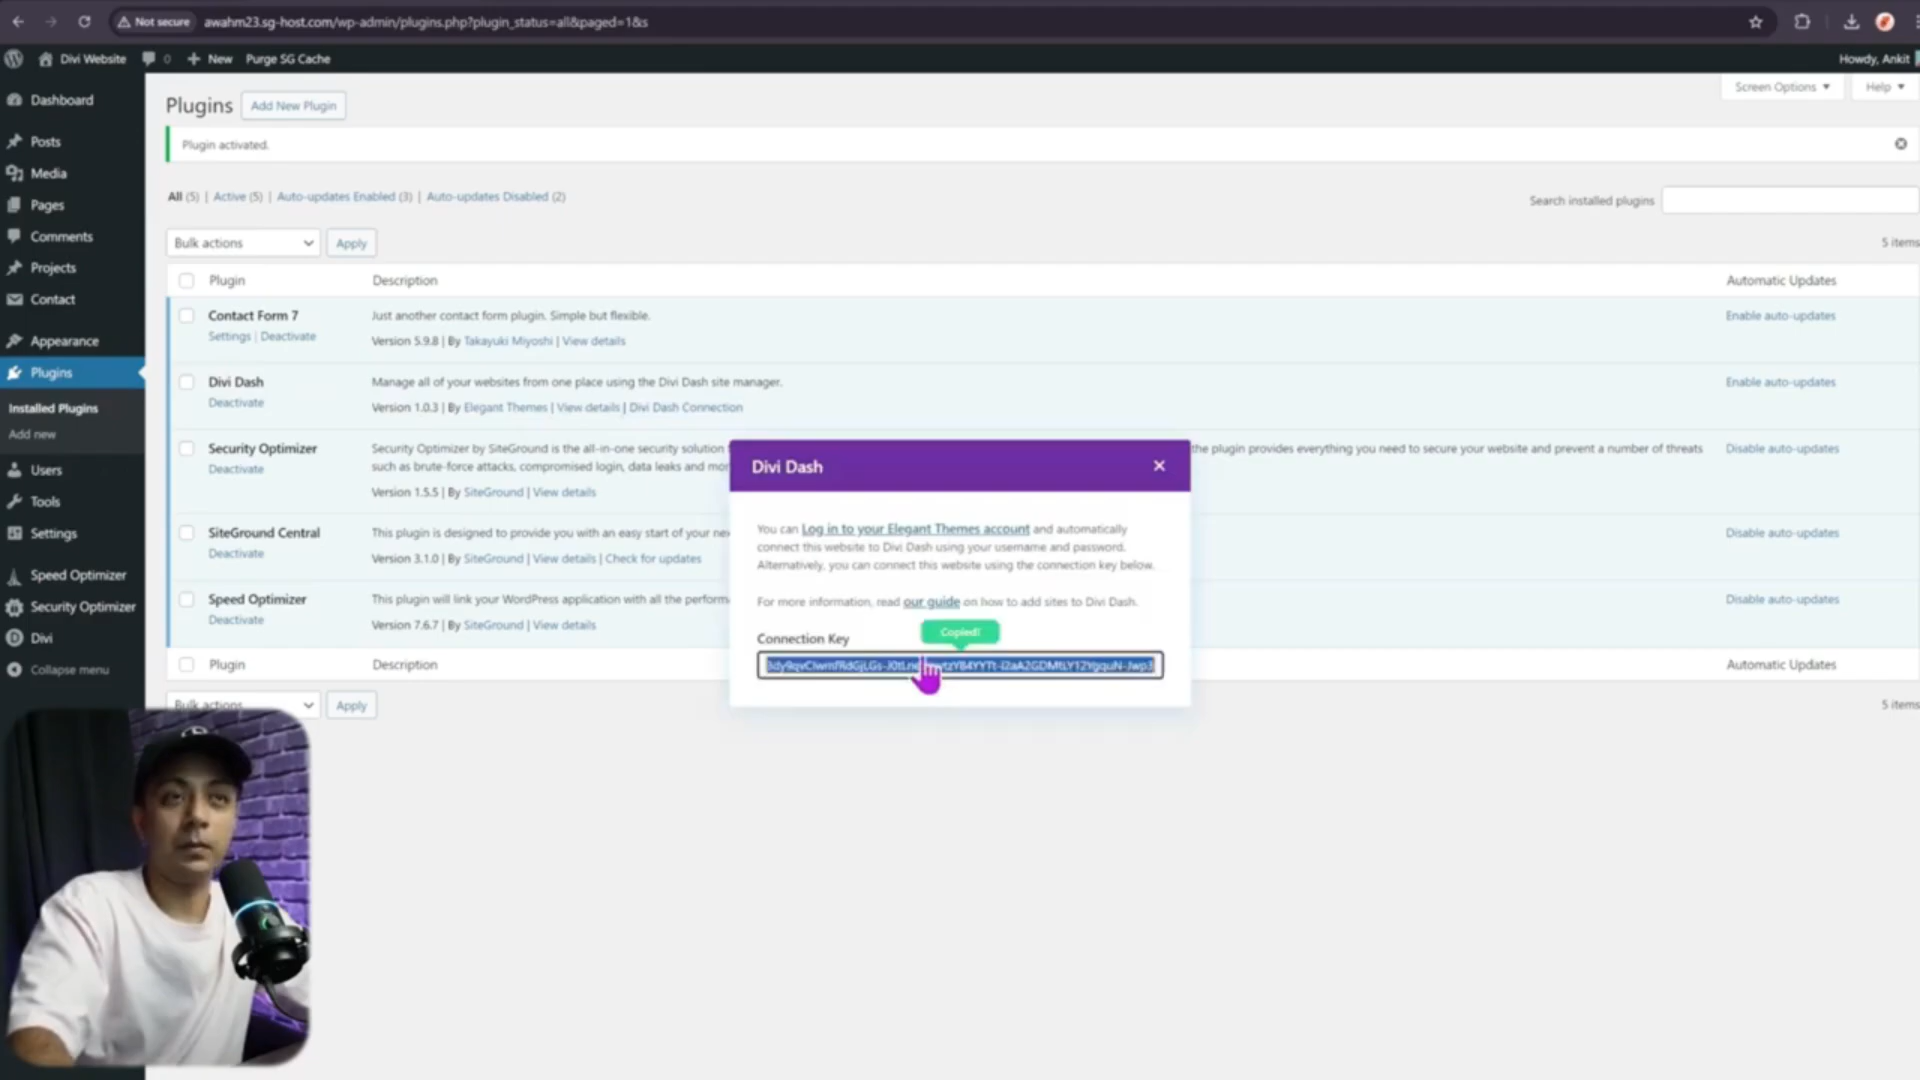 Not secure awahm23.sg-host.com/wp-admin/plugins.php?plugin_status=all&paged=1&s
Divi Website 0 New Purge SG Cache Howdy, Ankit
Dashboard
Posts
Media
Pages
Comments
Projects
Contact
Appearance
Plugins
Installed Plugins
Add new
Users
Tools
Settings
Speed Optimizer
Security Optimizer
Divi
Collapse menu
Screen Options Help
Plugins Add New Plugin
Plugin activated.
All (5) | Active (5) | Auto-updates Enabled (3) | Auto-updates Disabled (2)
Search installed plugins
Bulk actions Apply 5 items
Plugin Description Automatic Updates
Contact Form 7 Just another contact form plugin. Simple but flexible. Enable auto-updates
Settings | Deactivate Version 5.9.8 | By Takayuki Miyoshi | View details
Divi Dash Manage all of your websites from one place using the Divi Dash site manager. Enable auto-updates
Deactivate Version 1.0.3 | By Elegant Themes | View details | Divi Dash Connection
Security Optimizer Security Optimizer by SiteGround is the all-in-one security solution the plugin provides everything you need to secure your website and prevent a number of threats Disable auto-updates
Deactivate such as brute-force attacks, compromised login, data leaks and
Version 1.5.5 | By SiteGround | View details
SiteGround Central This plugin is designed to provide you with an easy start of your Disable auto-updates
Deactivate Version 3.1.0 | By SiteGround | View details | Check for updates
Speed Optimizer This plugin will link your WordPress application with all the Disable auto-updates
Deactivate Version 7.6.7 | By SiteGround | View details
Plugin Description Automatic Updates
Bulk actions Apply 5 items
Divi Dash
You can Log in to your Elegant Themes account and automatically
connect this website to Divi Dash using your username and password.
Alternatively, you can connect this website using the connection key below.
For more information, read our guide on how to add sites to Divi Dash.
Copied!
Connection Key